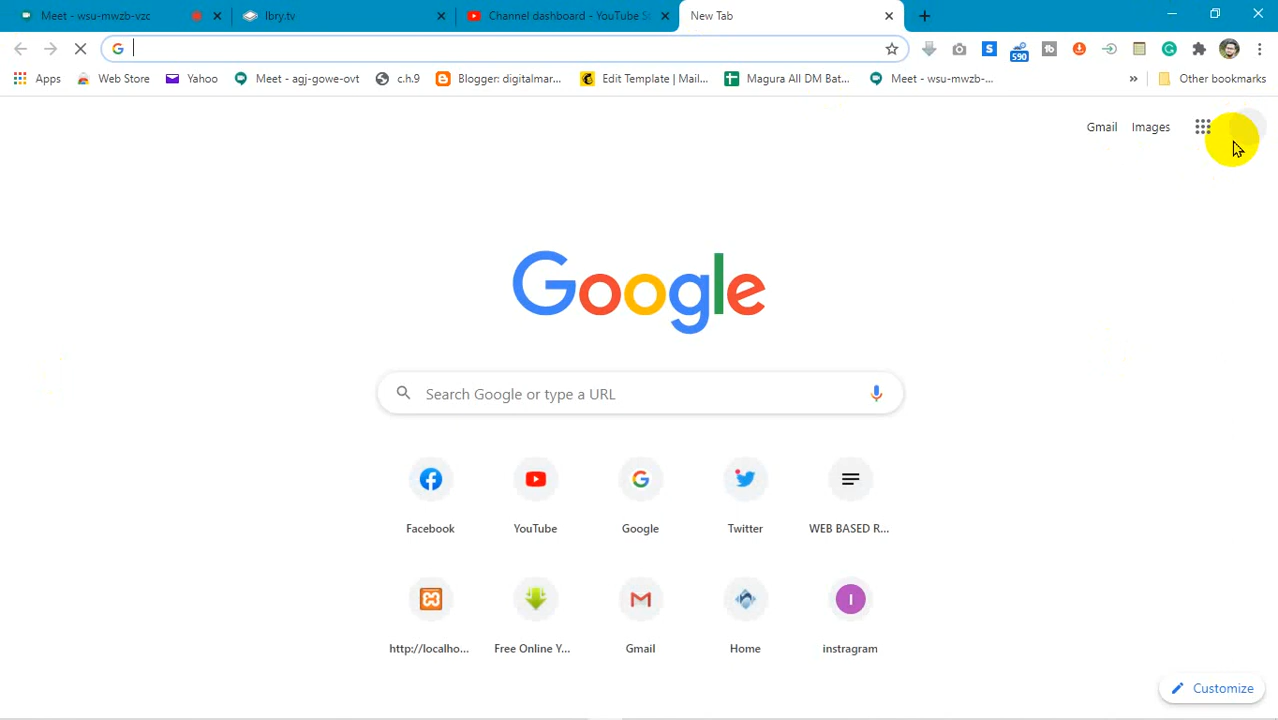 Meet - wsu-mwzb-vzc
lbry.tv
Channel dashboard - YouTube St
New Tab
590
Apps
Web Store
Yahoo
Meet - agj-gowe-ovt
c.h.9
Blogger: digitalmar...
Edit Template | Mail...
Magura All DM Bat...
Meet - wsu-mwzb-...
»
Other bookmarks
Gmail
Images
Google
Search Google or type a URL
Facebook
YouTube
Google
Twitter
WEB BASED R...
http://localho...
Free Online Y...
Gmail
Home
I
instragram
Customize